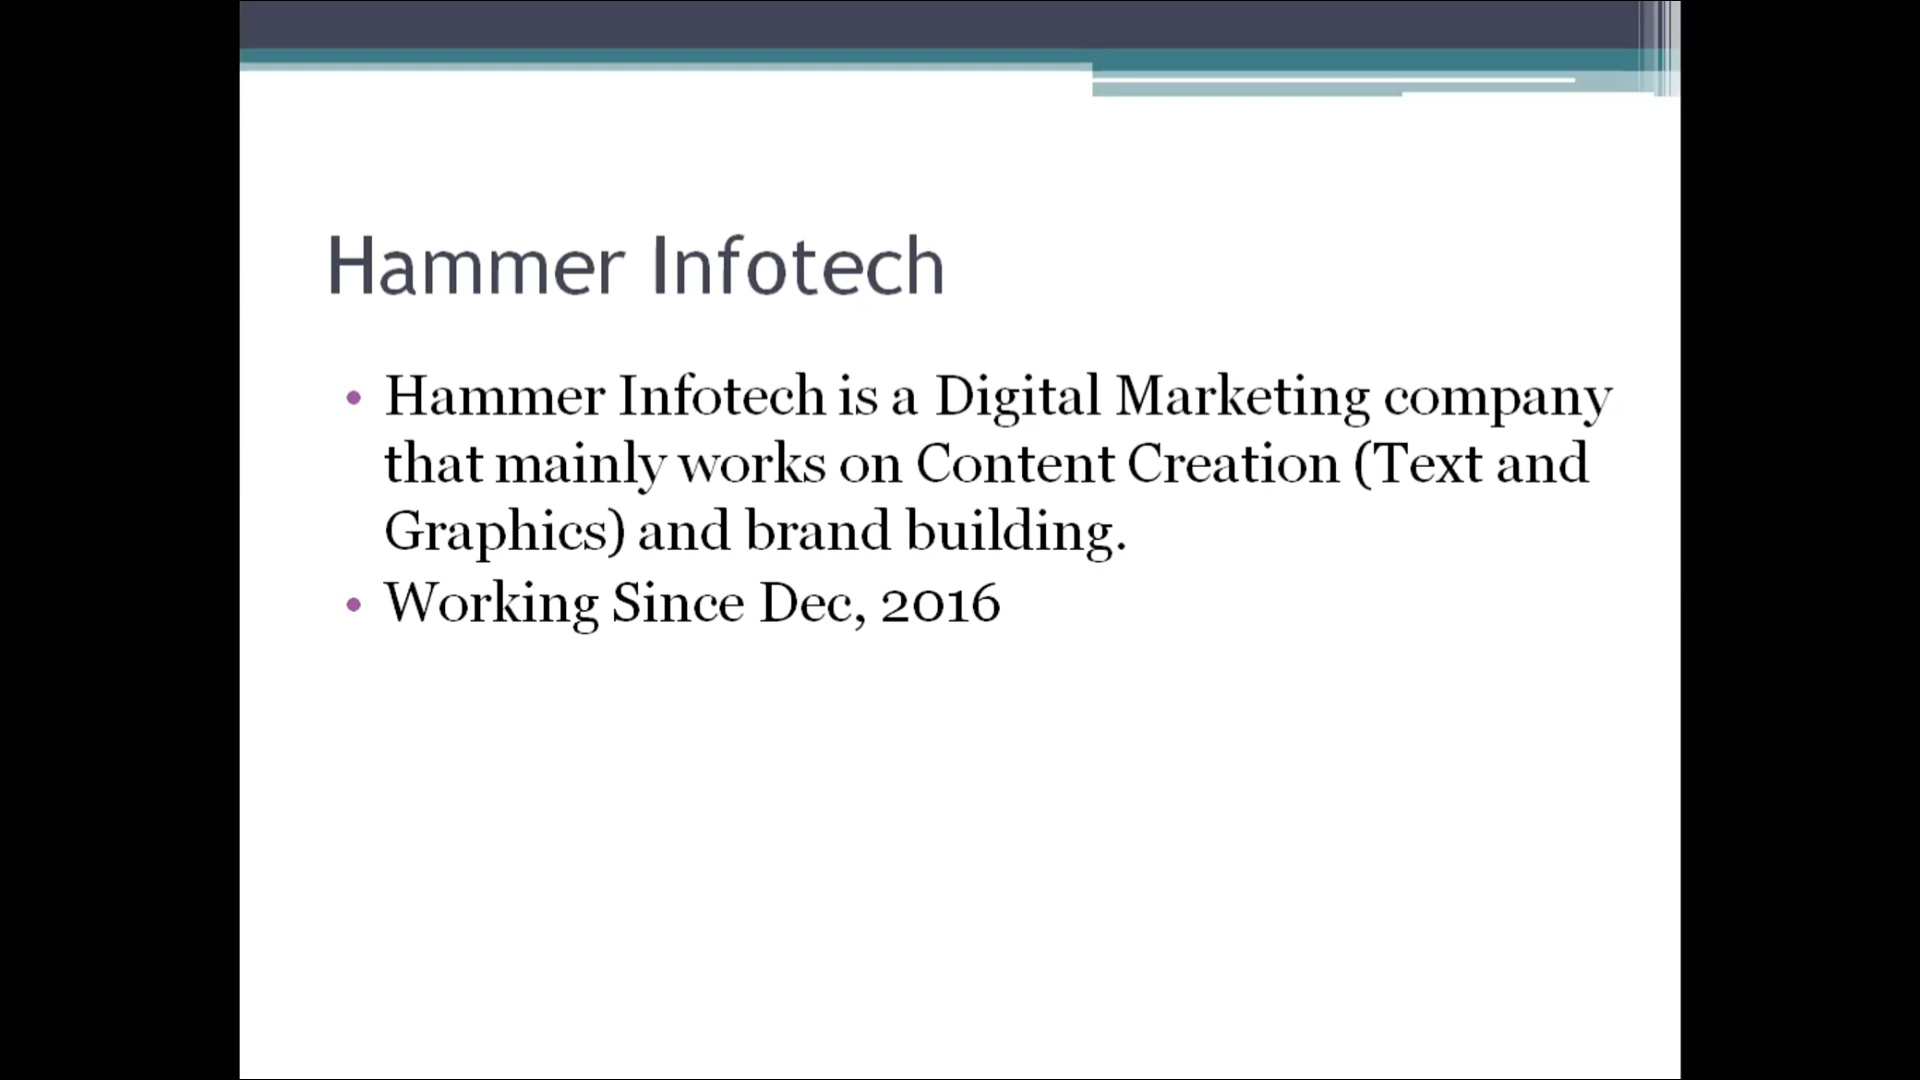 Hammer Infotech
• Hammer Infotech is a Digital Marketing company
that mainly works on Content Creation (Text and
Graphics) and brand building.
• Working Since Dec, 2016